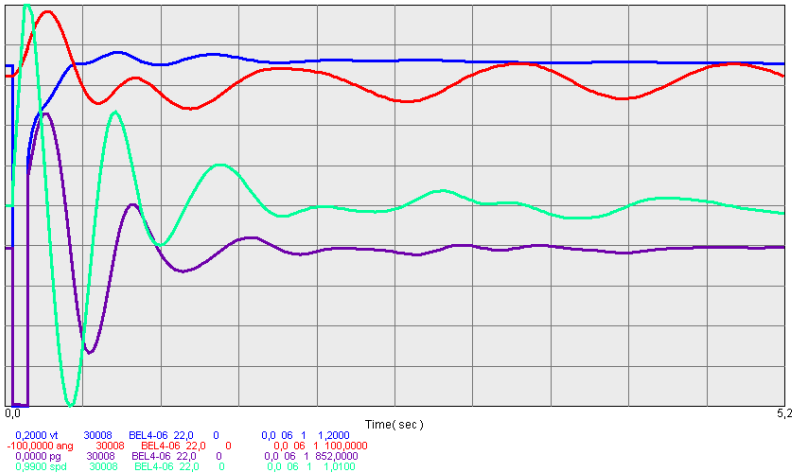 0,0 5,2
Time( sec )
0,2000 vt 30008 BEL4-06 22,0 0 0,0 06 1 1,2000
-100,0000 ang 30008 BEL4-06 22,0 0 0,0 06 1 100,0000
0,0000 pg 30008 BEL4-06 22,0 0 0,0 06 1 852,0000
0,9900 spd 30008 BEL4-06 22,0 0 0,0 06 1 1,0100